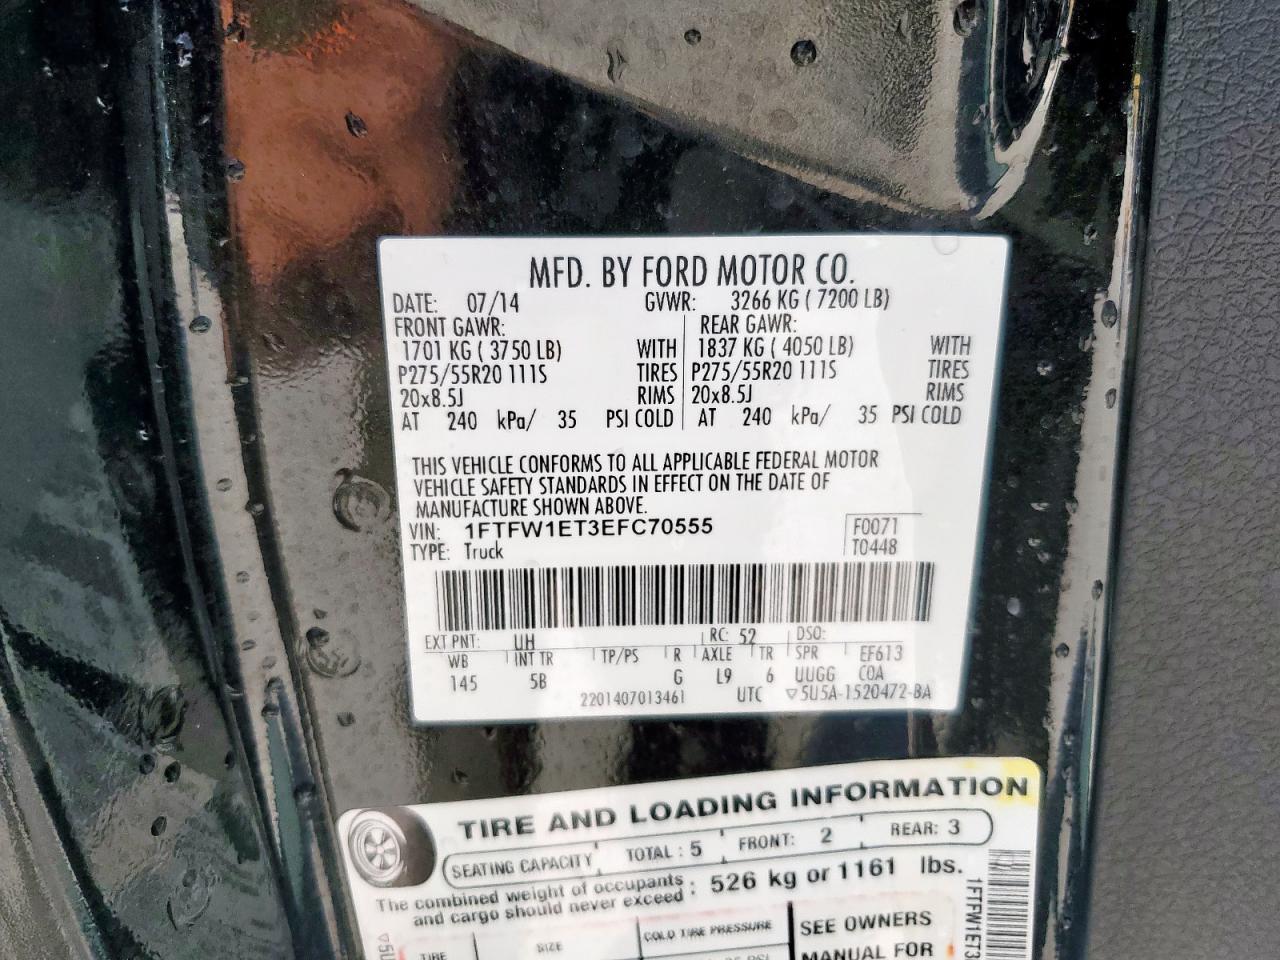 MFD. BY FORD MOTOR CO.
DATE: 07/14 GVWR: 3266 KG ( 7200 LB)
FRONT GAWR: REAR GAWR:
1701 KG ( 3750 LB) WITH 1837 KG ( 4050 LB) WITH
P275/55R20 111S TIRES P275/55R20 111S TIRES
20x8.5J RIMS 20x8.5J RIMS
AT 240 kPa/ 35 PSI COLD AT 240 kPa/ 35 PSI COLD
THIS VEHICLE CONFORMS TO ALL APPLICABLE FEDERAL MOTOR
VEHICLE SAFETY STANDARDS IN EFFECT ON THE DATE OF
MANUFACTURE SHOWN ABOVE.
VIN: 1FTFW1ET3EFC70555 F0071
TYPE: Truck T0448
EXT PNT: UH RC: 52 DSO:
WB INT TR TP/PS R AXLE TR SPR EF613
145 5B G L9 6 UUGG COA
2201407013461 UTC ▽5U5A-1520472-BA
TIRE AND LOADING INFORMATION
SEATING CAPACITY TOTAL : 5 FRONT: 2 REAR: 3
The combined weight of occupants
and cargo should never exceed : 526 kg or 1161 lbs.
TIRE SIZE COLD TIRE PRESSURE SEE OWNERS
MANUAL FOR
1FTFW1ET3